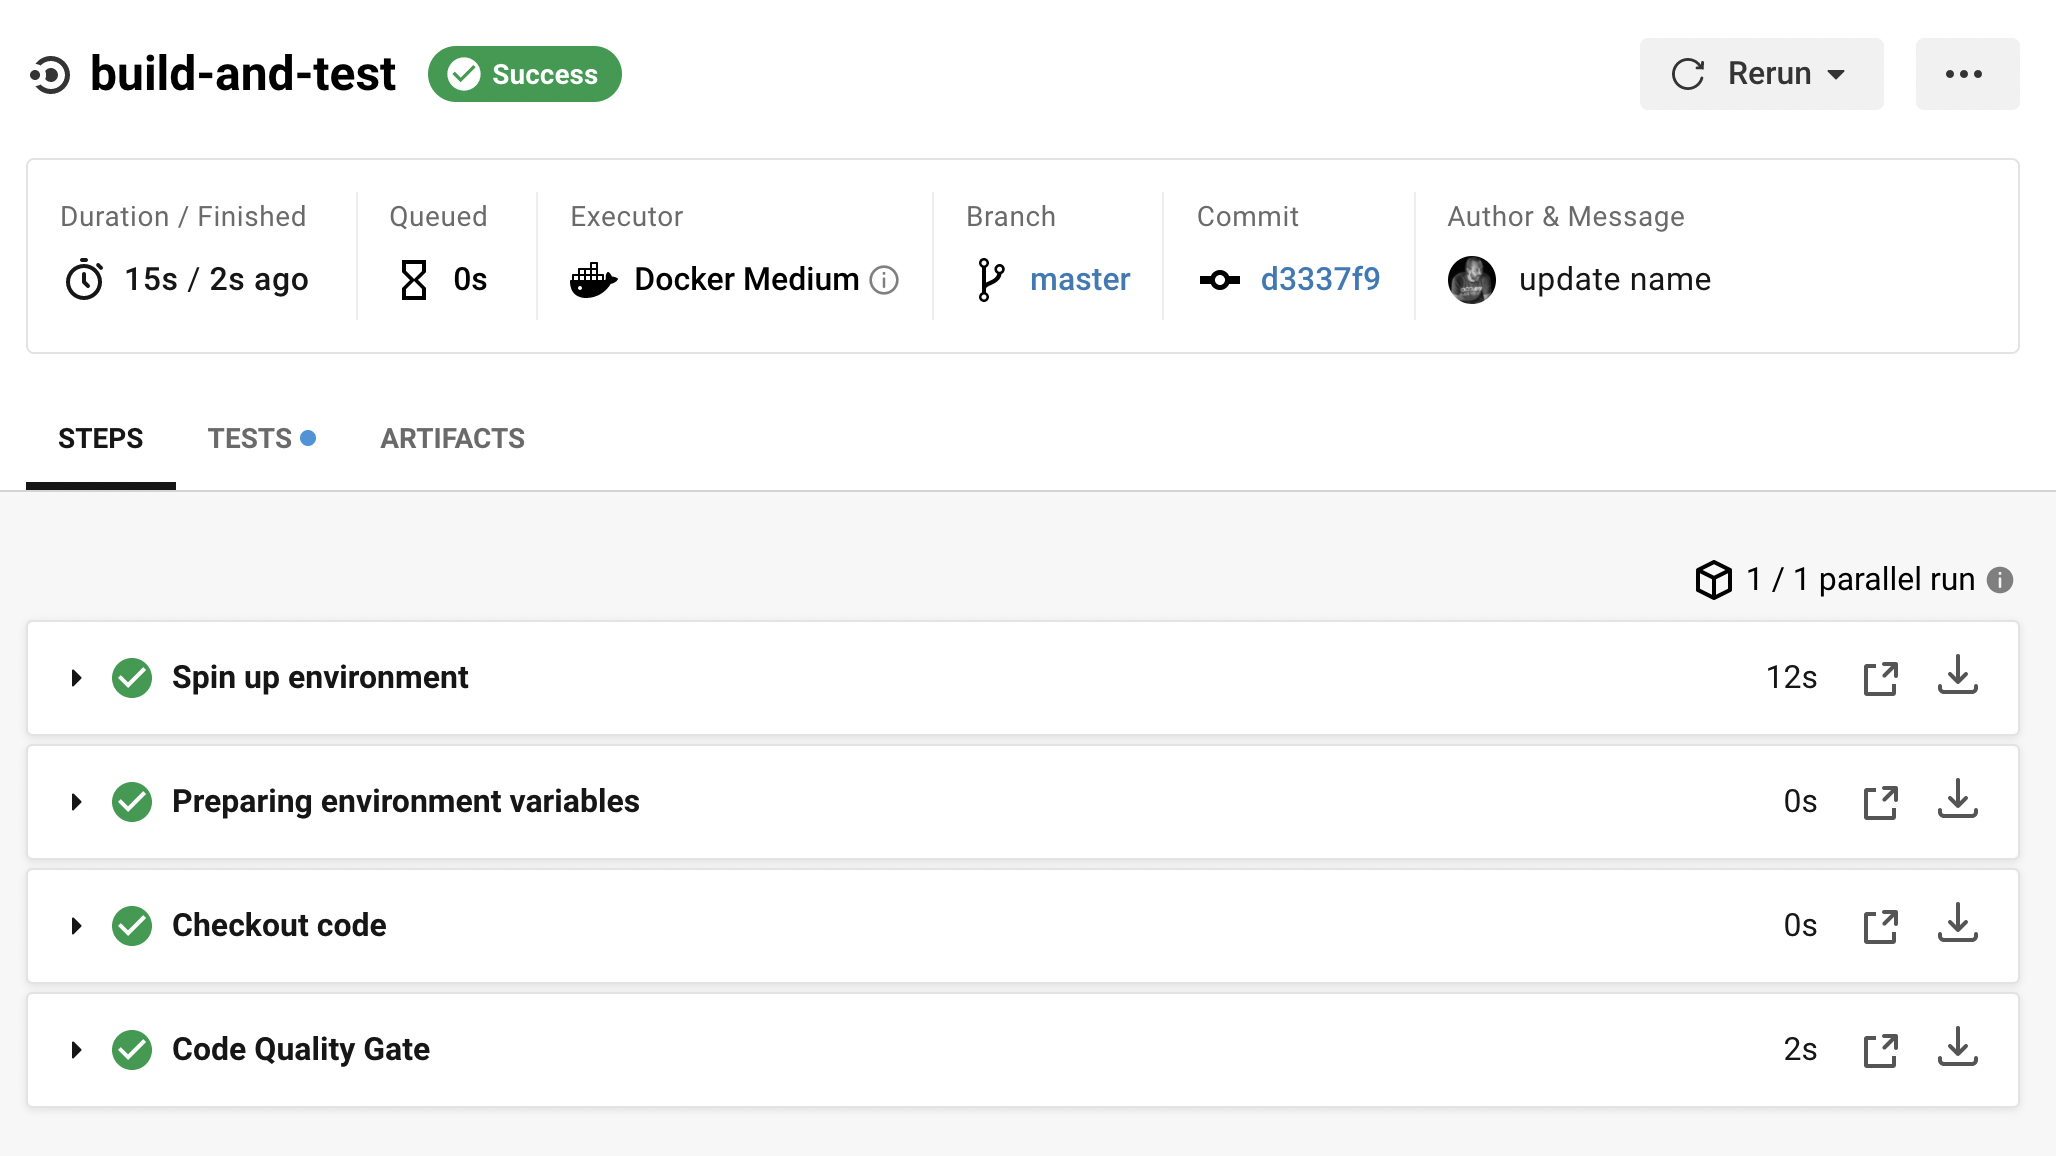 build-and-test Success Rerun
Duration / Finished Queued Executor Branch Commit Author & Message
15s / 2s ago 0s Docker Medium master d3337f9 update name
STEPS TESTS ARTIFACTS
1 / 1 parallel run
Spin up environment 12s
Preparing environment variables 0s
Checkout code 0s
Code Quality Gate 2s